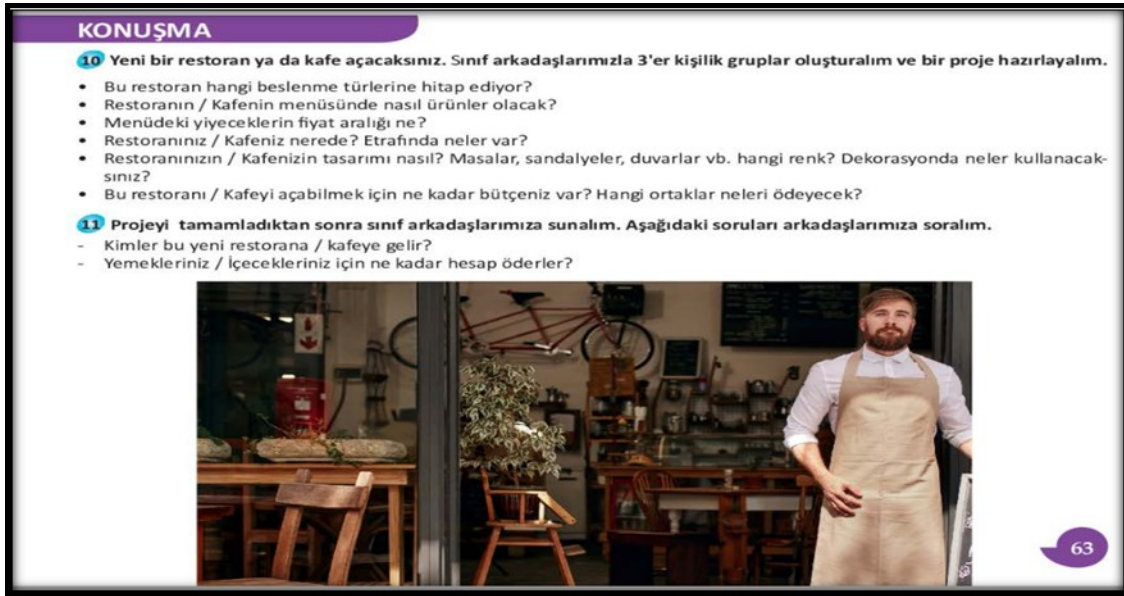 KONUŞMA
10 Yeni bir restoran ya da kafe açacaksınız. Sınıf arkadaşlarımızla 3'er kişilik gruplar oluşturalım ve bir proje hazırlayalım.
• Bu restoran hangi beslenme türlerine hitap ediyor?
• Restoranın / Kafenin menüsünde nasıl ürünler olacak?
• Menüdeki yiyeceklerin fiyat aralığı ne?
• Restoranınız / Kafeniz nerede? Etrafında neler var?
• Restoranınızın / Kafenizin tasarımı nasıl? Masalar, sandalyeler, duvarlar vb. hangi renk? Dekorasyonda neler kullanacak-
sınız?
• Bu restoranı / Kafeyi açabilmek için ne kadar bütçeniz var? Hangi ortaklar neleri ödeyecek?
11 Projeyi tamamladıktan sonra sınıf arkadaşlarımıza sunalım. Aşağıdaki soruları arkadaşlarımıza soralım.
- Kimler bu yeni restorana / kafeye gelir?
- Yemekleriniz / İçecekleriniz için ne kadar hesap öderler?
63